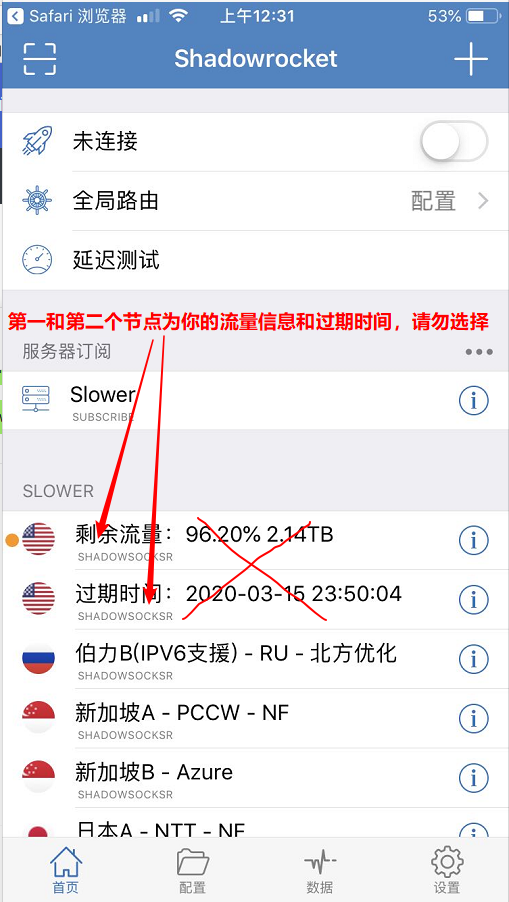 Safari 浏览器 上午12:31 53%
Shadowrocket
未连接
全局路由 配置
延迟测试
第一和第二个节点为你的流量信息和过期时间，请勿选择
服务器订阅
Slower
SUBSCRIBE
SLOWER
剩余流量：96.20% 2.14TB
SHADOWSOCKSR
过期时间：2020-03-15 23:50:04
SHADOWSOCKSR
伯力B(IPV6支援) - RU - 北方优化
SHADOWSOCKSR
新加坡A - PCCW - NF
SHADOWSOCKSR
新加坡B - Azure
SHADOWSOCKSR
日本A - NTT - NF
首页 配置 数据 设置